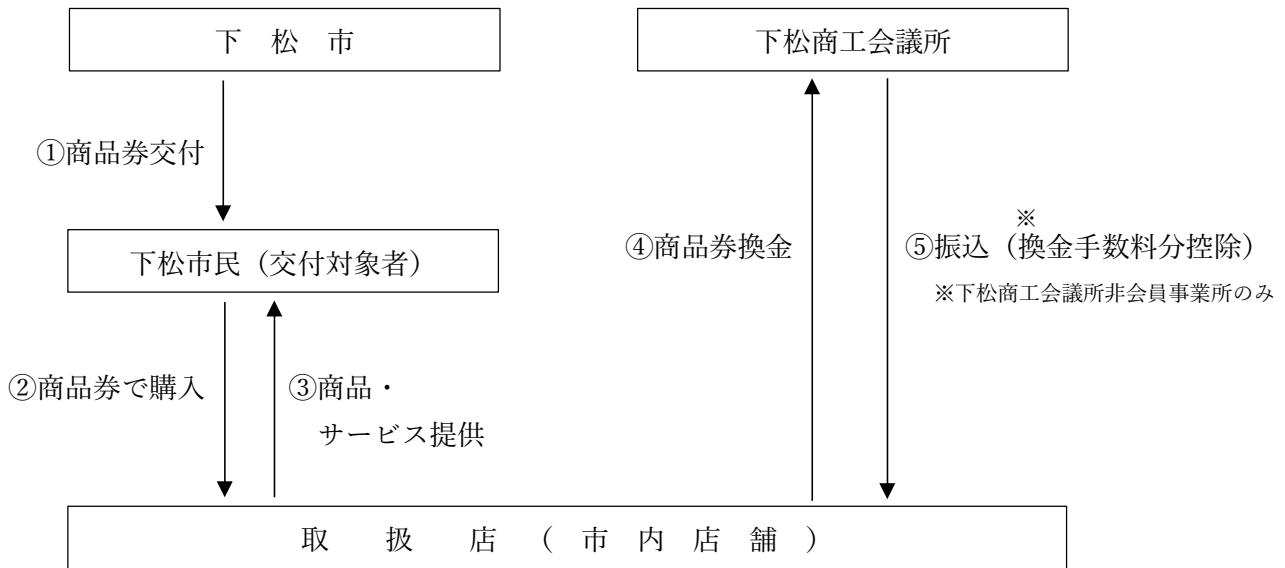 下　松　市
下松商工会議所
①商品券交付
下松市民（交付対象者）
④商品券換金
※
⑤振込（換金手数料分控除）
※下松商工会議所非会員事業所のみ
②商品券で購入
③商品・
サービス提供
取　扱　店　（　市　内　店　舗　）